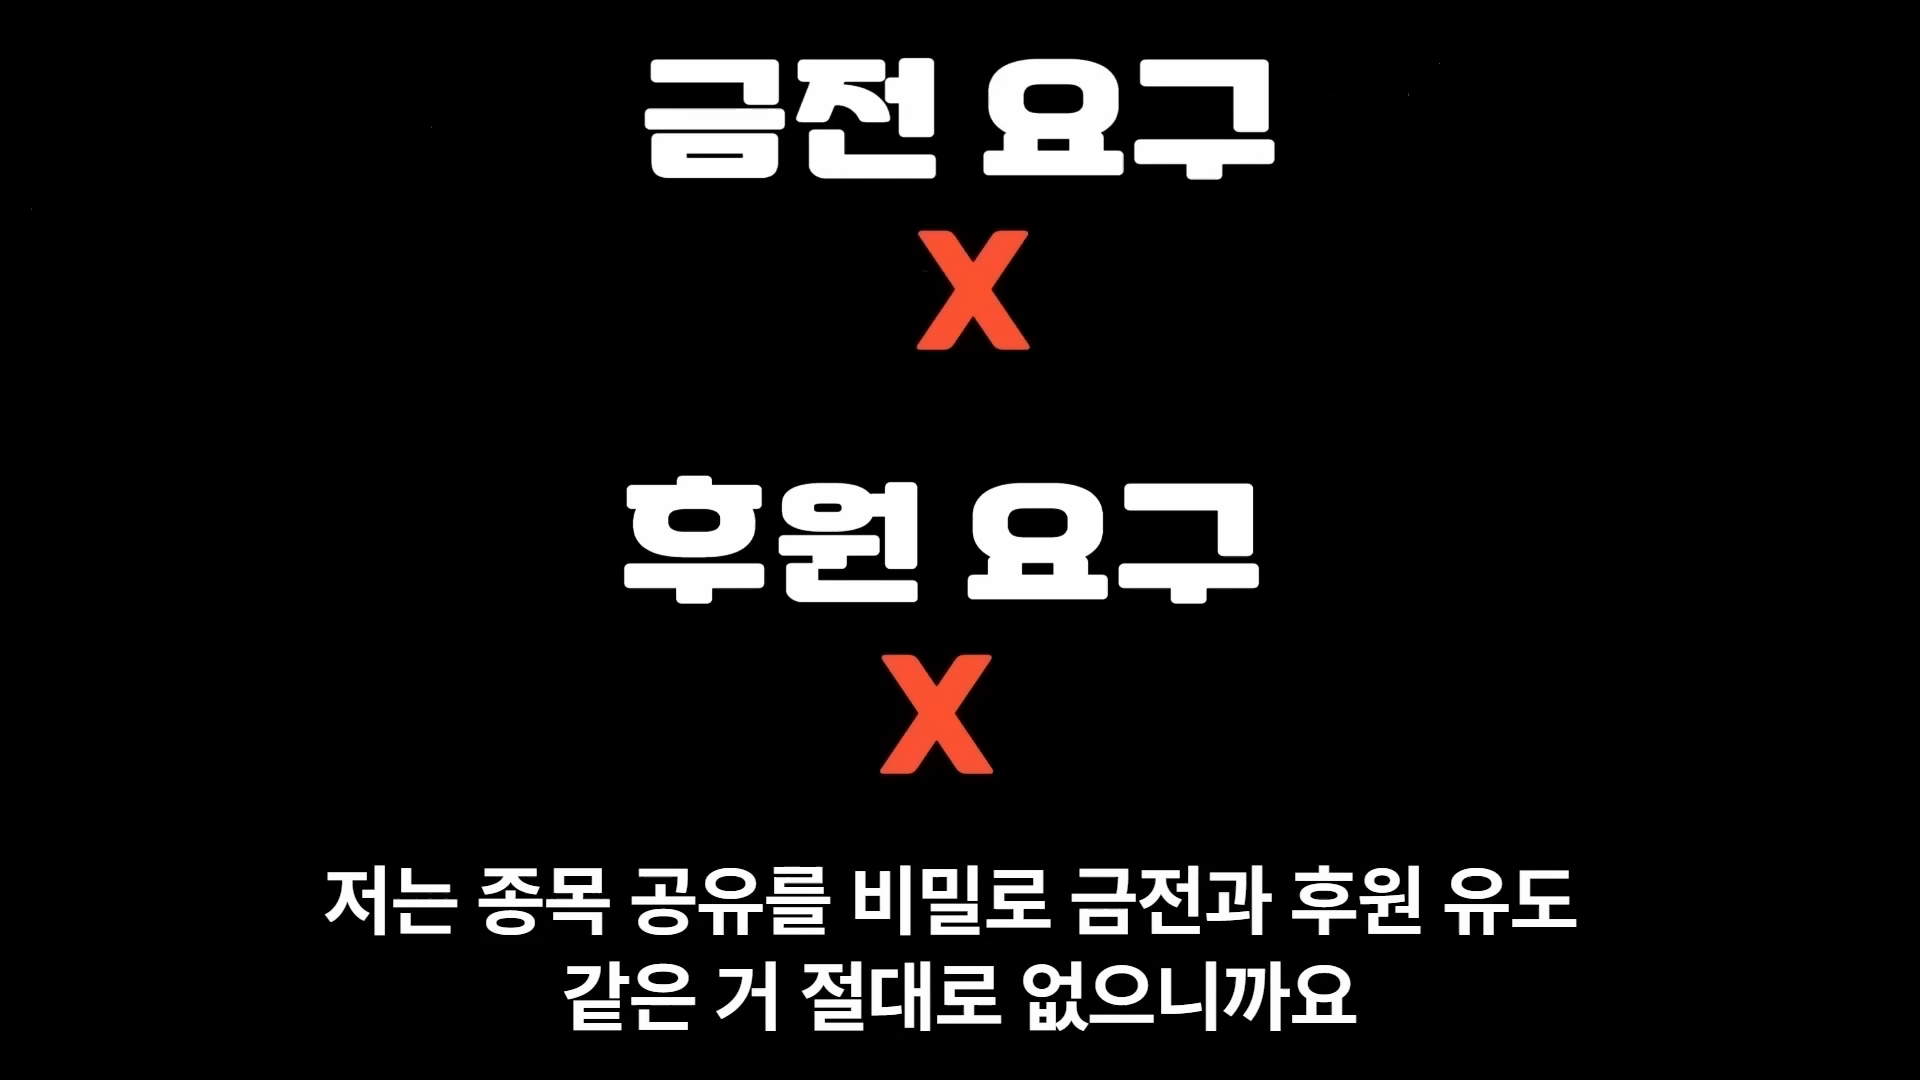 금전 요구
X
후원 요구
X
저는 종목 공유를 비밀로 금전과 후원 유도
같은 거 절대로 없으니까요